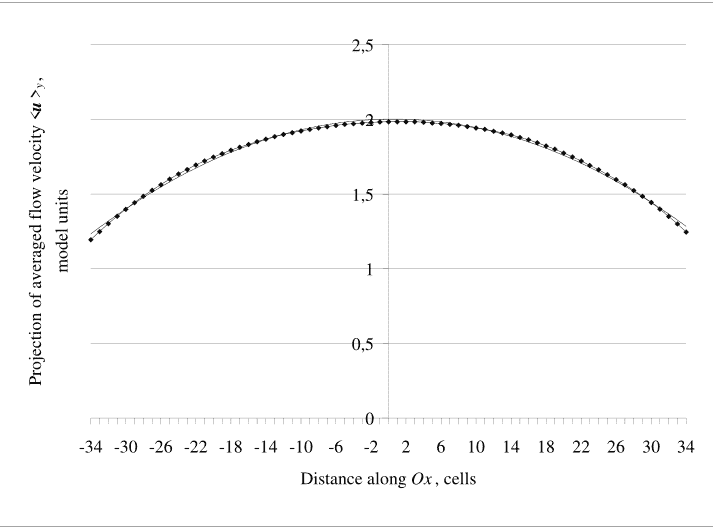 Projection of averaged flow velocity <u>y,
model units
2,5
2
1,5
1
0,5
0
-34 -30 -26 -22 -18 -14 -10 -6 -2 2 6 10 14 18 22 26 30 34
Distance along Ox, cells